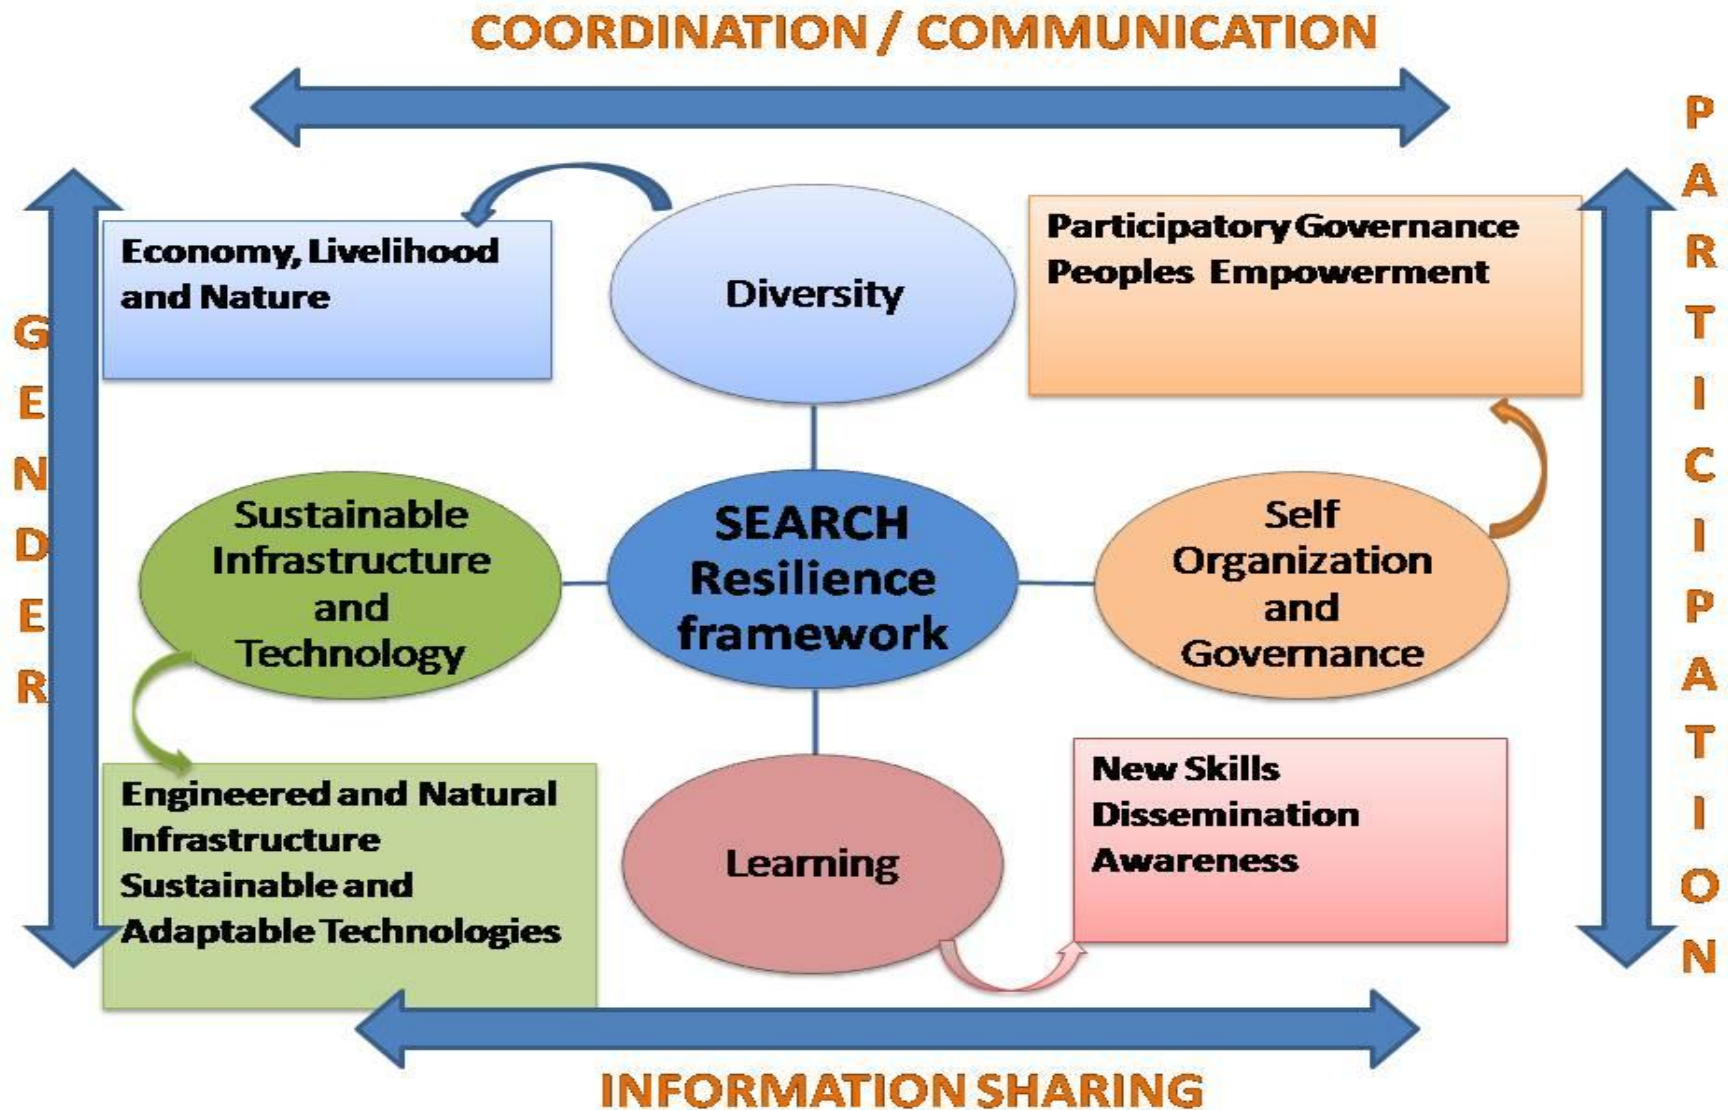 COORDINATION / COMMUNICATION
GENDER
PARTICIPATION
Economy, Livelihood
and Nature
Diversity
Participatory Governance
Peoples Empowerment
Sustainable
Infrastructure
and
Technology
SEARCH
Resilience
framework
Self
Organization
and
Governance
Engineered and Natural
Infrastructure
Sustainable and
Adaptable Technologies
Learning
New Skills
Dissemination
Awareness
INFORMATION SHARING